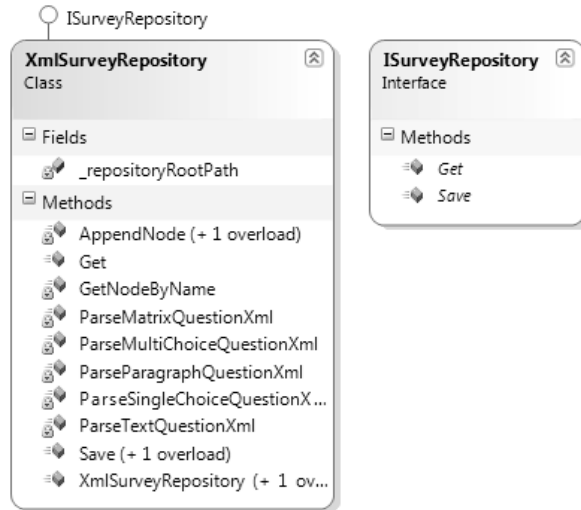 ISurveyRepository
XmlSurveyRepository
Class
Fields
_repositoryRootPath
Methods
AppendNode (+ 1 overload)
Get
GetNodeByName
ParseMatrixQuestionXml
ParseMultiChoiceQuestionXml
ParseParagraphQuestionXml
ParseSingleChoiceQuestionX...
ParseTextQuestionXml
Save (+ 1 overload)
XmlSurveyRepository (+ 1 ov...
ISurveyRepository
Interface
Methods
Get
Save